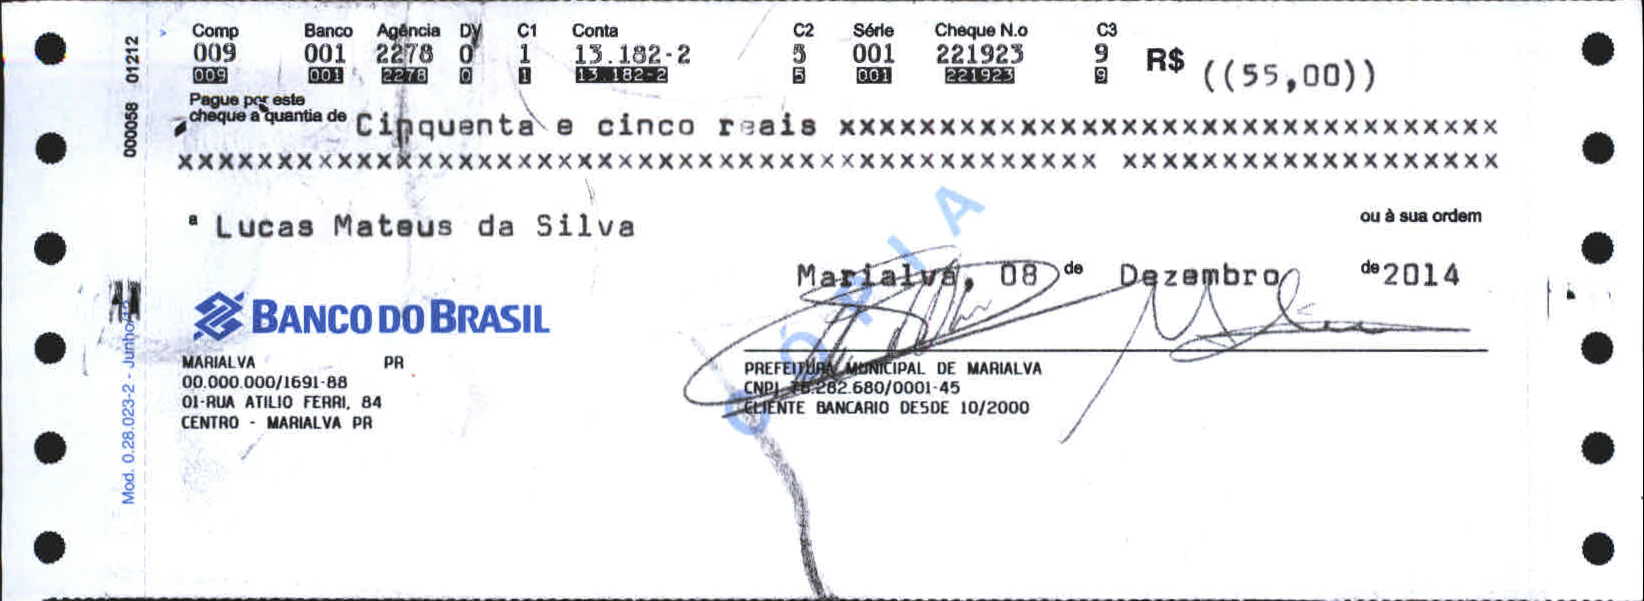 Comp Banco Agência DV C1 Conta C2 Série Cheque N.o C3
009 001 2278 0 1 13.182-2 5 001 221923 9 R$ ((55,00))
009 001 2278 0 1 13.182-2 5 001 221923 9
Pague por este
cheque a quantia de Cinquenta e cinco reais xxxxxxxxxxxxxxxxxxxxxxxxxxxxxxxxx
xxxxxxxxxxxxxxxxxxxxxxxxxxxxxxxxxxxxxxxxxxxxxxx xxxxxxxxxxxxxxxxxxx
a Lucas Mateus da Silva ou à sua ordem
Marialva, 08 de Dezembro de 2014
BANCO DO BRASIL
MARIALVA PR
00.000.000/1691-88
01-RUA ATILIO FERRI, 84
CENTRO - MARIALVA PR
PREFEITURA MUNICIPAL DE MARIALVA
CNPJ 76.282.680/0001-45
CLIENTE BANCARIO DESDE 10/2000
CÓPIA
000058 01212
Mod. 0.28.023-2 - Junho